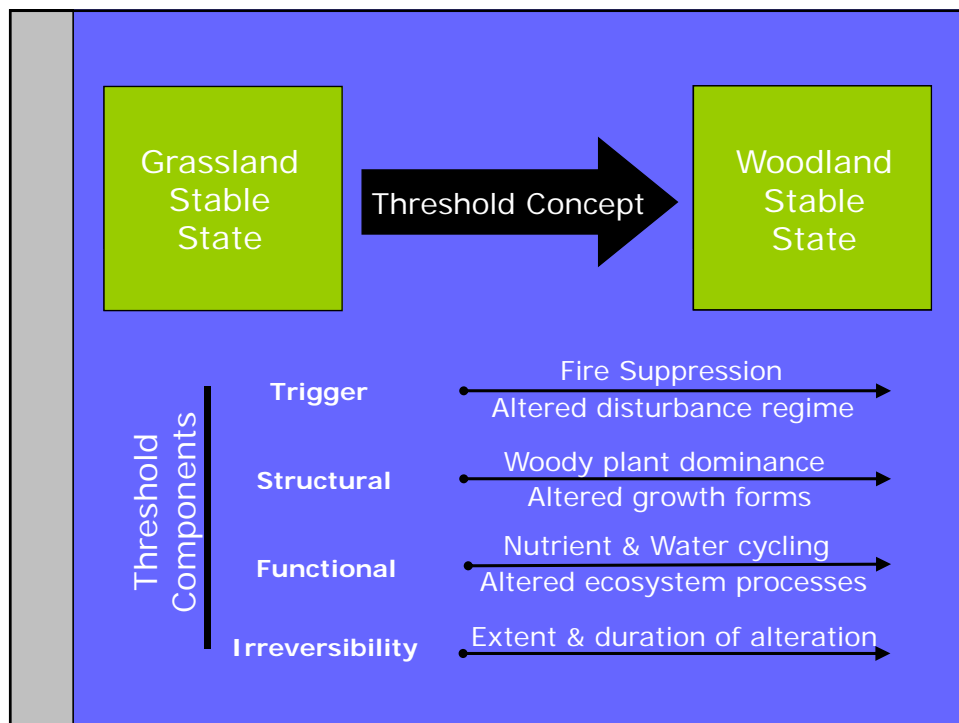 Grassland
Stable
State
Threshold Concept
Woodland
Stable
State
Threshold
Components
Trigger
Fire Suppression
Altered disturbance regime
Structural
Woody plant dominance
Altered growth forms
Functional
Nutrient & Water cycling
Altered ecosystem processes
Irreversibility
Extent & duration of alteration